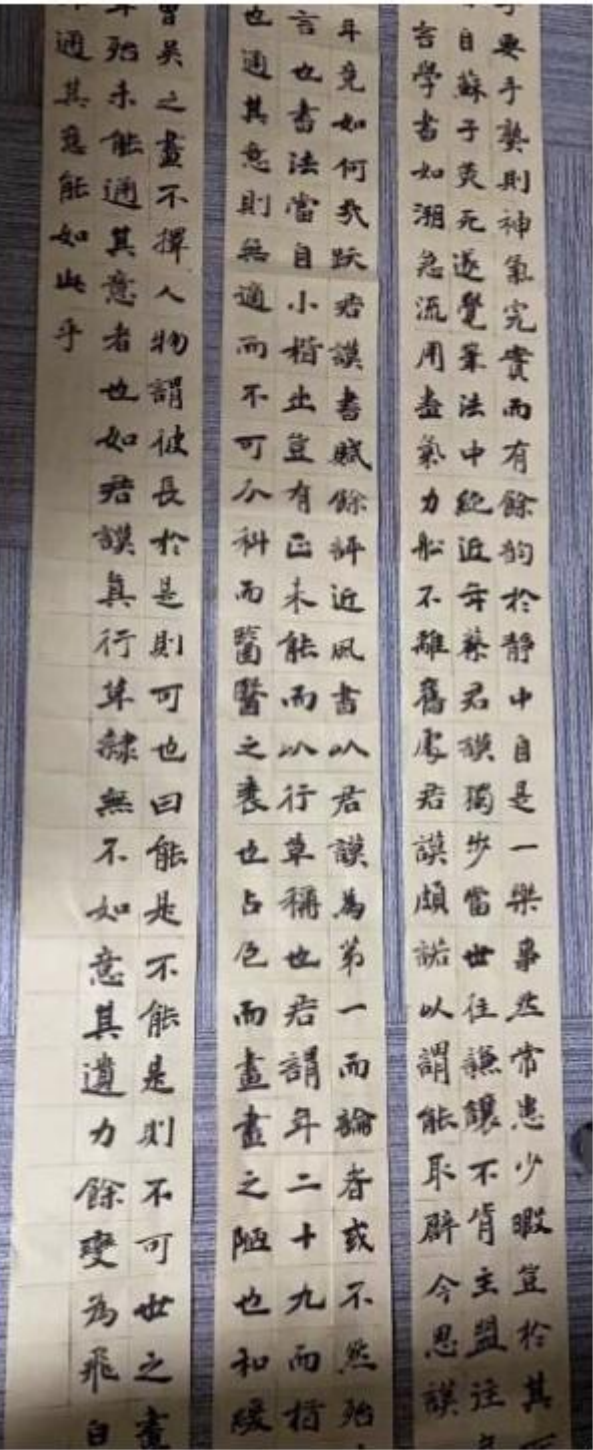 要手熟則神氣完實而有餘韵於静中自是一樂事然常患少暇豈於其
自蘇子美死遂覺筆法中絶近年蔡君謨獨步當世往謙讓不肯主盟往
言學書如溯急流用盡氣力船不離舊處君謨頗諾以謂能取辟今思謨
年竟如何哉跋君謨書賦餘評近風書以君謨為第一而論者或不然殆
言也書法當自小楷出豈有正未能而以行草稱也君謂年二十九而楷
也通其意則無適而不可分科而醫醫之衰也占色而畫畫之陋也和緩
曾吳之畫不擇人物謂彼長於是則可也曰能是不能是則不可世之畫
殆未能通其意者也如君謨真行草隸無不如意其遺力餘變為飛白
通其意能如此乎